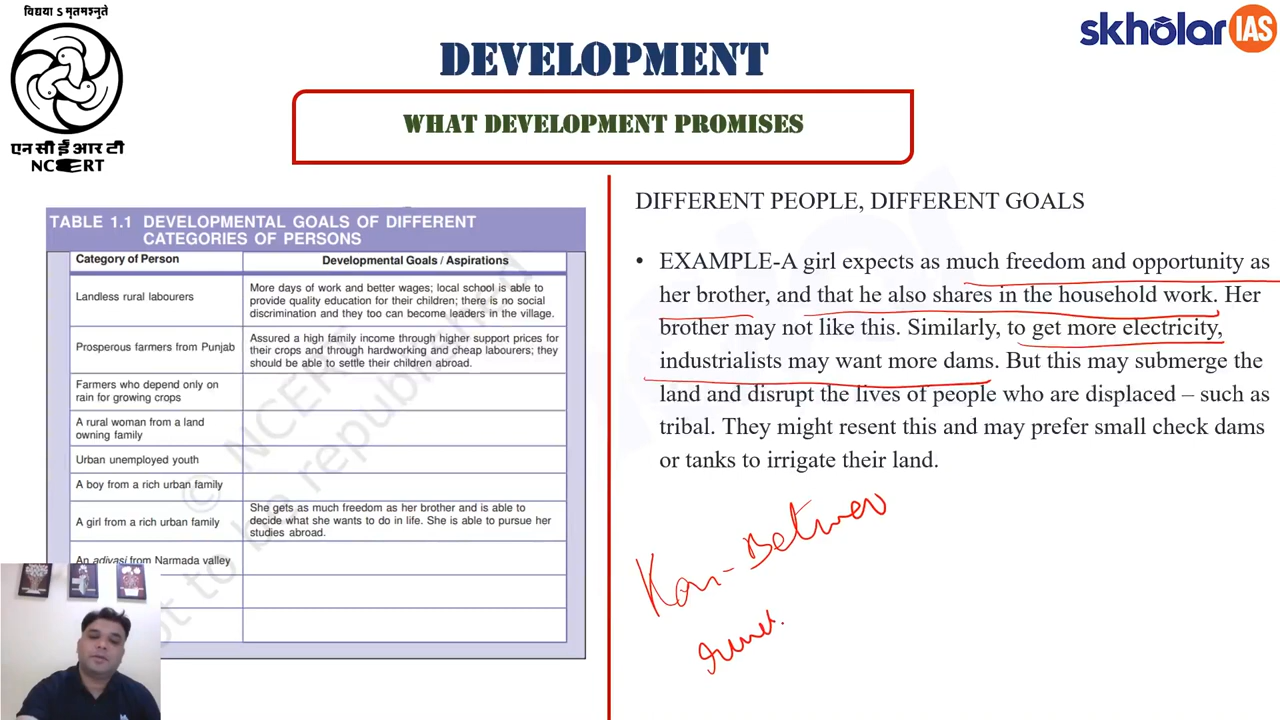 विद्यया ऽ मृतमश्नुते
एन सी ई आर टी
NCERT
skholar IAS
DEVELOPMENT
WHAT DEVELOPMENT PROMISES
TABLE 1.1 DEVELOPMENTAL GOALS OF DIFFERENT
CATEGORIES OF PERSONS
Category of Person
Developmental Goals / Aspirations
Landless rural labourers
More days of work and better wages; local school is able to
provide quality education for their children; there is no social
discrimination and they too can become leaders in the village.
Prosperous farmers from Punjab
Assured a high family income through higher support prices for
their crops and through hardworking and cheap labourers; they
should be able to settle their children abroad.
Farmers who depend only on
rain for growing crops
A rural woman from a land
owning family
Urban unemployed youth
A boy from a rich urban family
A girl from a rich urban family
She gets as much freedom as her brother and is able to
decide what she wants to do in life. She is able to pursue her
studies abroad.
An adivasi from Narmada valley
© NCERT
not to be republished
DIFFERENT PEOPLE, DIFFERENT GOALS
• EXAMPLE-A girl expects as much freedom and opportunity as
her brother, and that he also shares in the household work. Her
brother may not like this. Similarly, to get more electricity,
industrialists may want more dams. But this may submerge the
land and disrupt the lives of people who are displaced – such as
tribal. They might resent this and may prefer small check dams
or tanks to irrigate their land.